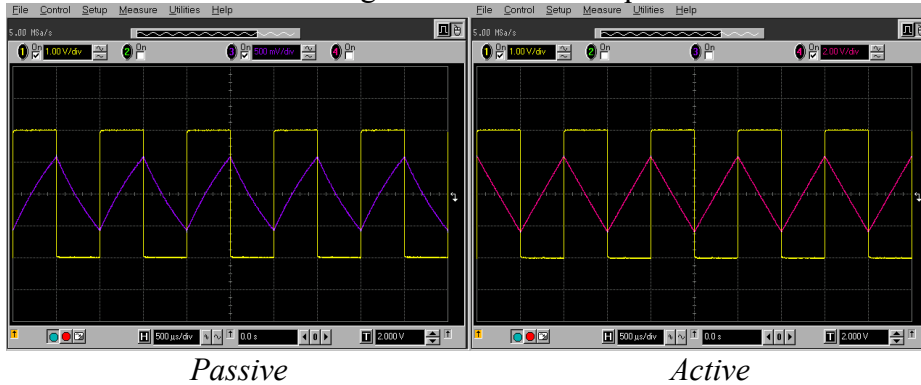 File Control Setup Measure Utilities Help
5.00 MSa/s
1 On 1.00 V/div 2 On 3 On 500 mV/div 4 On
H 500 µs/div 0.0 s 0 T 2.000 V
Passive
File Control Setup Measure Utilities Help
5.00 MSa/s
1 On 1.00 V/div 2 On 3 On 4 On 2.00 V/div
H 500 µs/div 0.0 s 0 T 2.000 V
Active